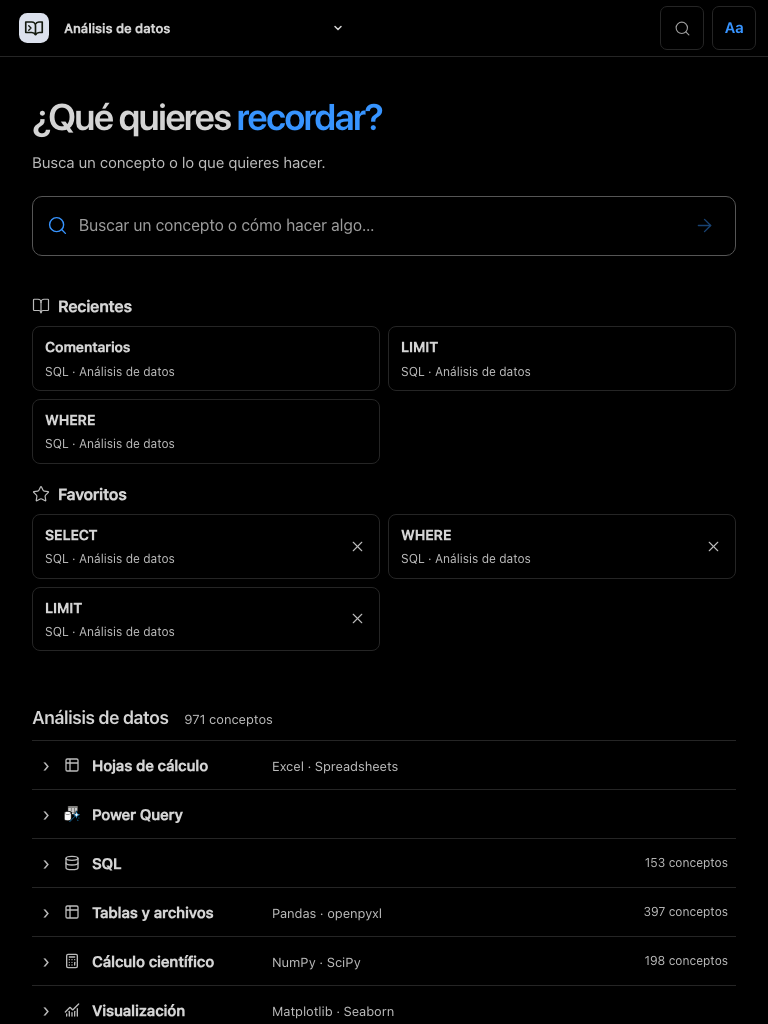 Análisis de datos
Aa
¿Qué quieres recordar?
Busca un concepto o lo que quieres hacer.
Buscar un concepto o cómo hacer algo...
Recientes
Comentarios
SQL · Análisis de datos
LIMIT
SQL · Análisis de datos
WHERE
SQL · Análisis de datos
Favoritos
SELECT
SQL · Análisis de datos
WHERE
SQL · Análisis de datos
LIMIT
SQL · Análisis de datos
Análisis de datos 971 conceptos
Hojas de cálculo Excel · Spreadsheets
Power Query
SQL 153 conceptos
Tablas y archivos Pandas · openpyxl 397 conceptos
Cálculo científico NumPy · SciPy 198 conceptos
Visualización Matplotlib · Seaborn